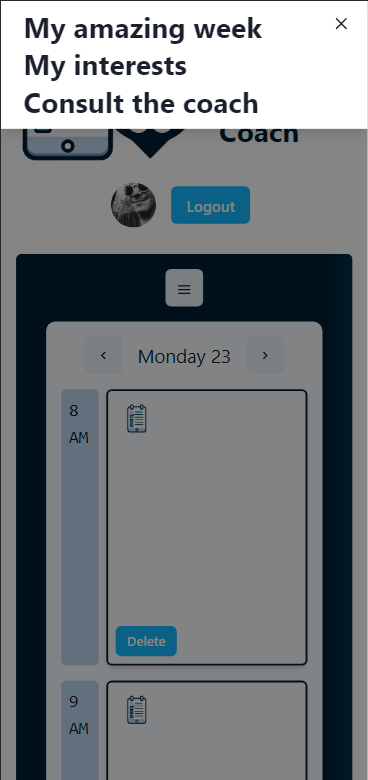 My amazing week
My interests
Consult the coach
Coach
Logout
Monday 23
8
AM
Delete
9
AM